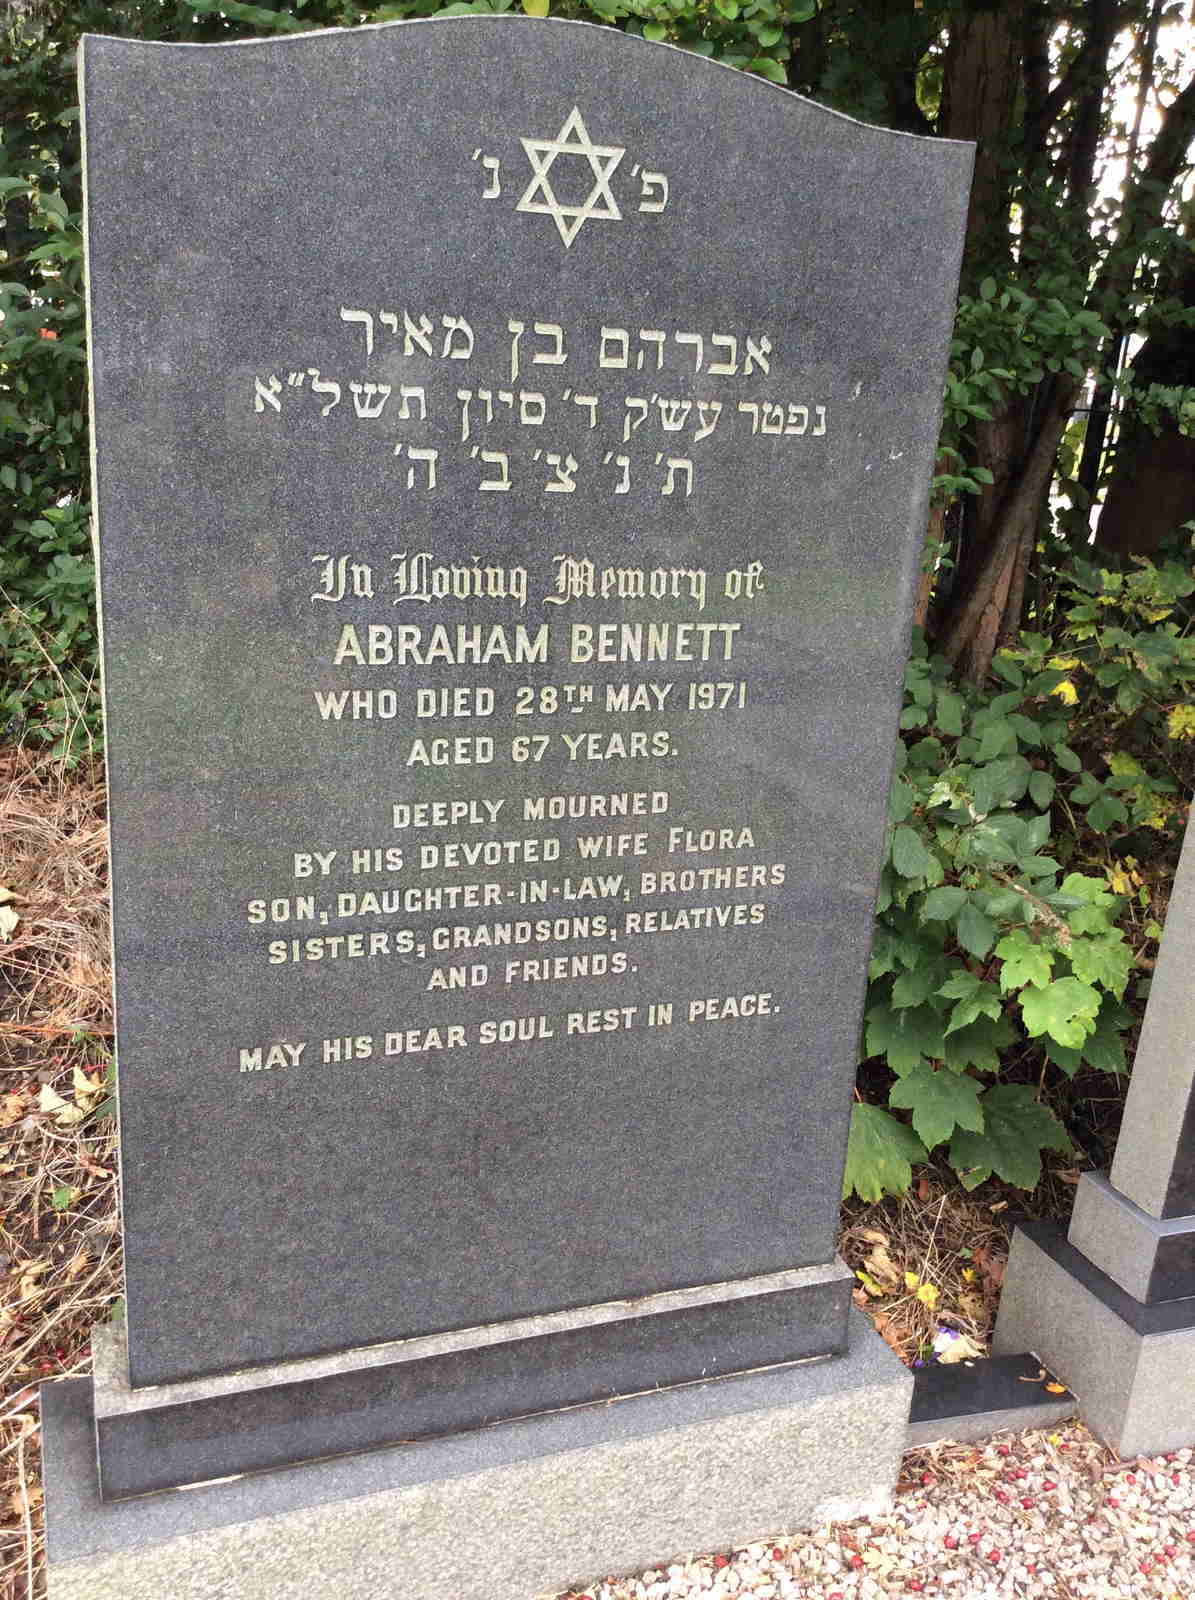 פ' נ'
אברהם בן מאיר
נפטר עש'ק ד' סיון תשל"א
ת' נ' צ' ב' ה'
In Loving Memory of
ABRAHAM BENNETT
WHO DIED 28TH MAY 1971
AGED 67 YEARS.
DEEPLY MOURNED
BY HIS DEVOTED WIFE FLORA
SON, DAUGHTER-IN-LAW, BROTHERS
SISTERS, GRANDSONS, RELATIVES
AND FRIENDS.
MAY HIS DEAR SOUL REST IN PEACE.